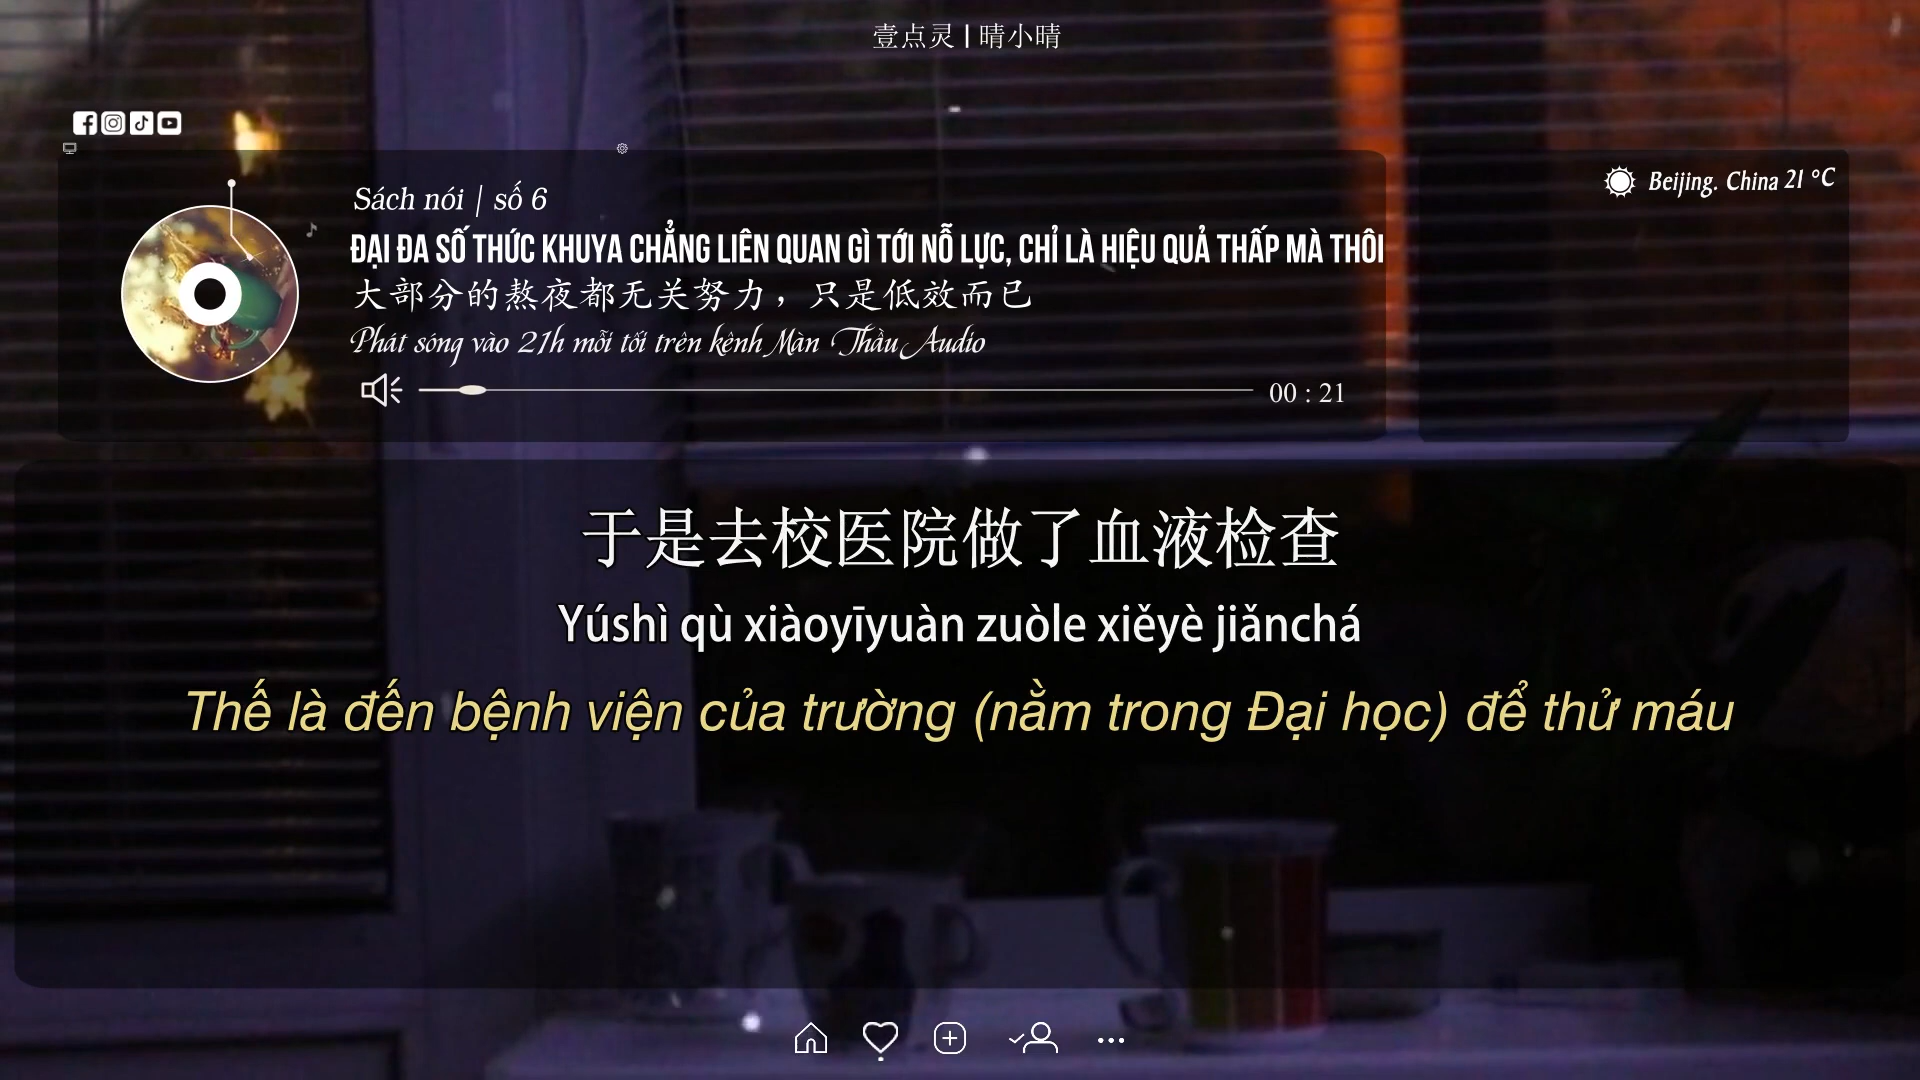 壹点灵 | 晴小晴
Sách nói | số 6
ĐẠI ĐA SỐ THỨC KHUYA CHẲNG LIÊN QUAN GÌ TỚI NỖ LỰC, CHỈ LÀ HIỆU QUẢ THẤP MÀ THÔI
大部分的熬夜都无关努力，只是低效而已
Phát sóng vào 21h mỗi tối trên kênh Màn Thầu Audio
00 : 21
Beijing. China 21 °C
于是去校医院做了血液检查
Yúshì qù xiàoyīyuàn zuòle xiěyè jiǎnchá
Thế là đến bệnh viện của trường (nằm trong Đại học) để thử máu